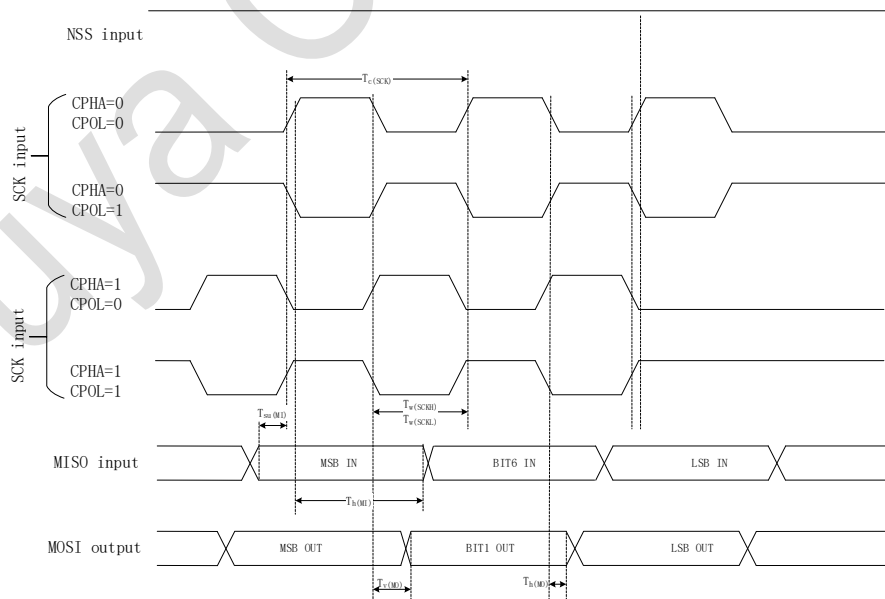 NSS input
Tc(SCK)
SCK input
CPHA=0
CPOL=0
CPHA=0
CPOL=1
SCK input
CPHA=1
CPOL=0
CPHA=1
CPOL=1
Tw(SCKH)
Tw(SCKL)
Tsu(MI)
MISO input
MSB IN
BIT6 IN
LSB IN
Th(MI)
MOSI output
MSB OUT
BIT1 OUT
LSB OUT
Tv(MO)
Th(MO)